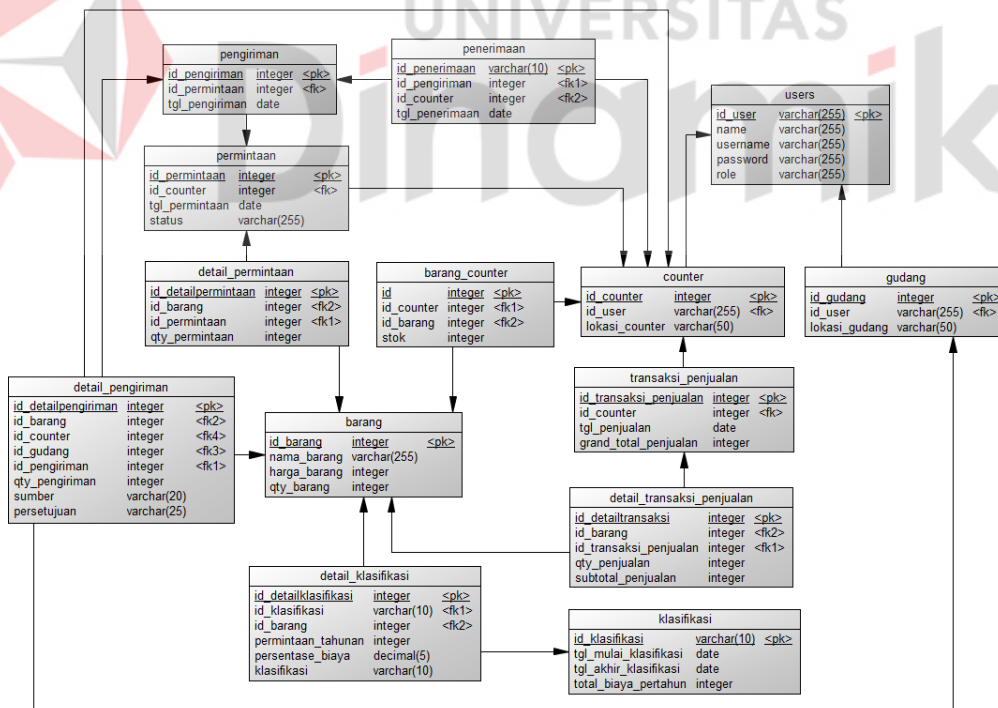 UNIVERSITAS
Dinamik
pengiriman
id_pengiriman integer <pk>
id_permintaan integer <fk>
tgl_pengiriman date
penerimaan
id_penerimaan varchar(10) <pk>
id_pengiriman integer <fk1>
id_counter integer <fk2>
tgl_penerimaan date
users
id_user varchar(255) <pk>
name varchar(255)
username varchar(255)
password varchar(255)
role varchar(255)
permintaan
id_permintaan integer <pk>
id_counter integer <fk>
tgl_permintaan date
status varchar(255)
detail_permintaan
id_detailpermintaan integer <pk>
id_barang integer <fk2>
id_permintaan integer <fk1>
qty_permintaan integer
barang_counter
id integer <pk>
id_counter integer <fk1>
id_barang integer <fk2>
stok integer
counter
id_counter integer <pk>
id_user varchar(255) <fk>
lokasi_counter varchar(50)
gudang
id_gudang integer <pk>
id_user varchar(255) <fk>
lokasi_gudang varchar(50)
detail_pengiriman
id_detailpengiriman integer <pk>
id_barang integer <fk2>
id_counter integer <fk4>
id_gudang integer <fk3>
id_pengiriman integer <fk1>
qty_pengiriman integer
sumber varchar(20)
persetujuan varchar(25)
barang
id_barang integer <pk>
nama_barang varchar(255)
harga_barang integer
qty_barang integer
transaksi_penjualan
id_transaksi_penjualan integer <pk>
id_counter integer <fk>
tgl_penjualan date
grand_total_penjualan integer
detail_transaksi_penjualan
id_detailtransaksi integer <pk>
id_barang integer <fk2>
id_transaksi_penjualan integer <fk1>
qty_penjualan integer
subtotal_penjualan integer
detail_klasifikasi
id_detailklasifikasi integer <pk>
id_klasifikasi varchar(10) <fk1>
id_barang integer <fk2>
permintaan_tahunan integer
persentase_biaya decimal(5)
klasifikasi varchar(10)
klasifikasi
id_klasifikasi varchar(10) <pk>
tgl_mulai_klasifikasi date
tgl_akhir_klasifikasi date
total_biaya_pertahun integer